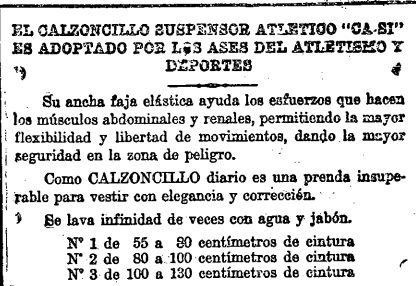 EL CALZONCILLO SUSPENSOR ATLETICO "CA-SI"
ES ADOPTADO POR LOS ASES DEL ATLETISMO Y
DEPORTES
Su ancha faja elástica ayuda los esfuerzos que hacen
los músculos abdominales y renales, permitiendo la mayor
flexibilidad y libertad de movimientos, dando la mayor
seguridad en la zona de peligro.
Como CALZONCILLO diario es una prenda insupe-
rable para vestir con elegancia y corrección.
Se lava infinidad de veces con agua y jabón.
N° 1 de 55 a 80 centímetros de cintura
N° 2 de 80 a 100 centímetros de cintura
N° 3 de 100 a 130 centímetros de cintura